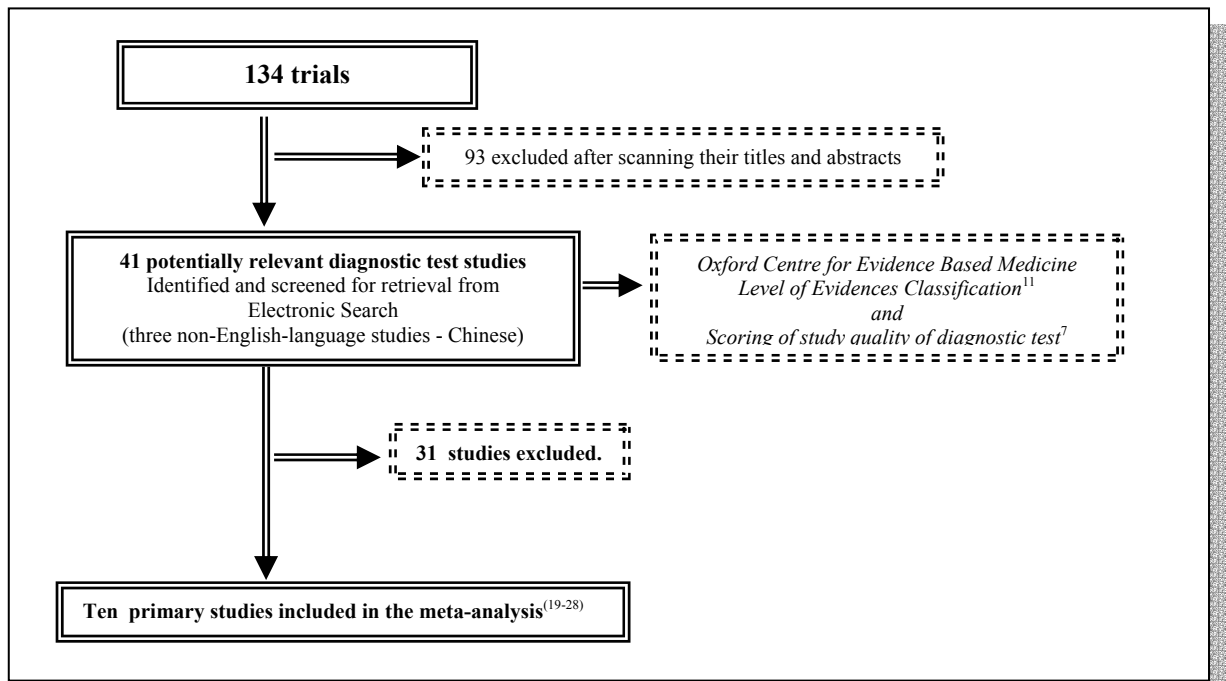 134 trials
93 excluded after scanning their titles and abstracts
41 potentially relevant diagnostic test studies
Identified and screened for retrieval from
Electronic Search
(three non-English-language studies - Chinese)
Oxford Centre for Evidence Based Medicine
Level of Evidences Classification11
and
Scoring of study quality of diagnostic test7
31 studies excluded.
Ten primary studies included in the meta-analysis(19-28)